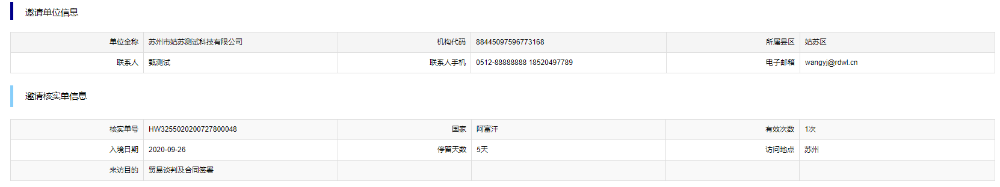 邀请单位信息
单位全称 苏州市姑苏测试科技有限公司 机构代码 88445097596773168 所属县区 姑苏区
联系人 甄测试 联系人手机 0512-88888888 18520497789 电子邮箱 wangyj@rdwl.cn
邀请核实单信息
核实单号 HW3255020200727800048 国家 阿富汗 有效次数 1次
入境日期 2020-09-26 停留天数 5天 访问地点 苏州
来访目的 贸易谈判及合同签署